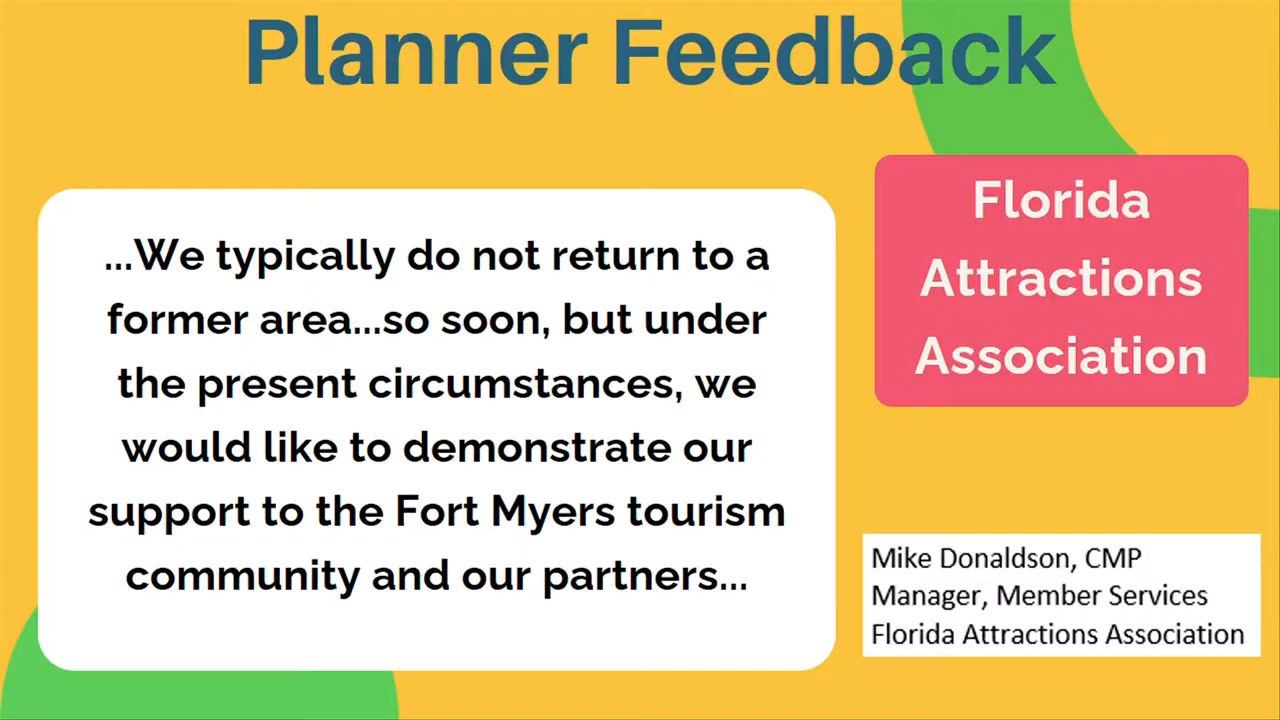 Planner Feedback
...We typically do not return to a
former area...so soon, but under
the present circumstances, we
would like to demonstrate our
support to the Fort Myers tourism
community and our partners...
Florida
Attractions
Association
Mike Donaldson, CMP
Manager, Member Services
Florida Attractions Association